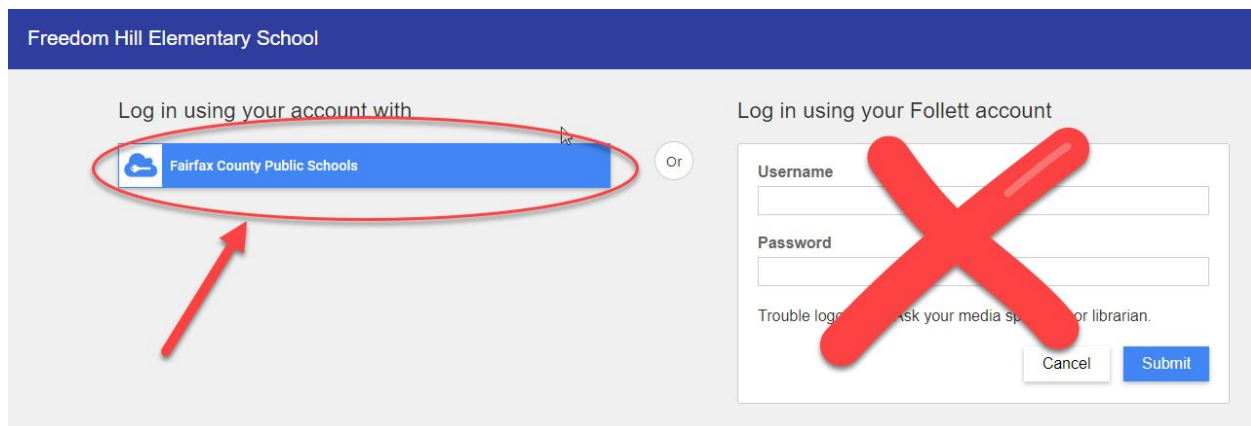 Freedom Hill Elementary School
Log in using your account with
Fairfax County Public Schools
Or
Log in using your Follett account
Username
Password
Trouble Ask your media or librarian.
Cancel
Submit